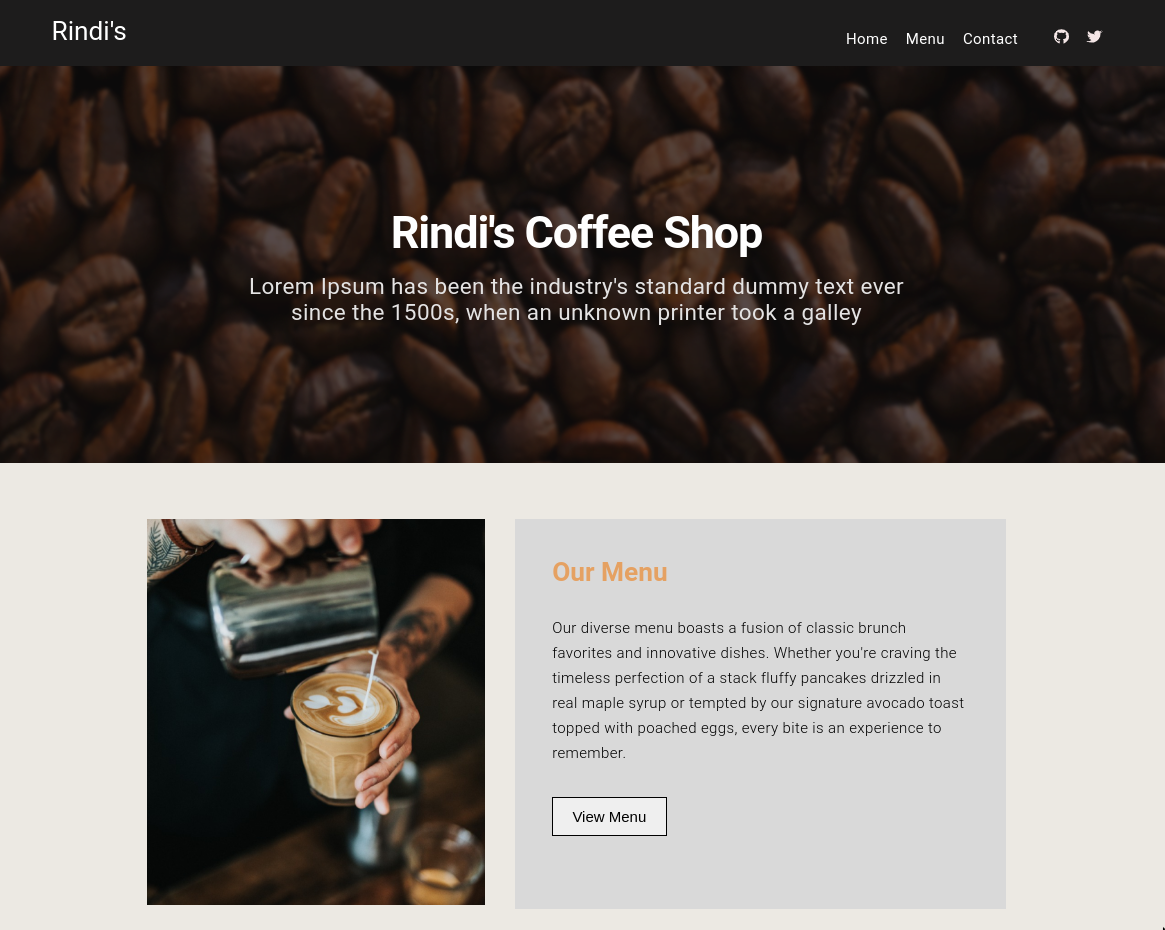 Rindi's
Home Menu Contact
Rindi's Coffee Shop
Lorem Ipsum has been the industry's standard dummy text ever
since the 1500s, when an unknown printer took a galley
Our Menu
Our diverse menu boasts a fusion of classic brunch
favorites and innovative dishes. Whether you're craving the
timeless perfection of a stack fluffy pancakes drizzled in
real maple syrup or tempted by our signature avocado toast
topped with poached eggs, every bite is an experience to
remember.
View Menu